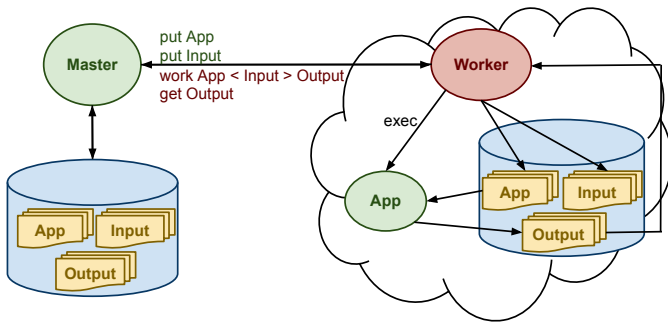 put App
put Input
Master
work App < Input > Output
get Output
Worker
exec
App
App
Input
Output
App
Input
Output